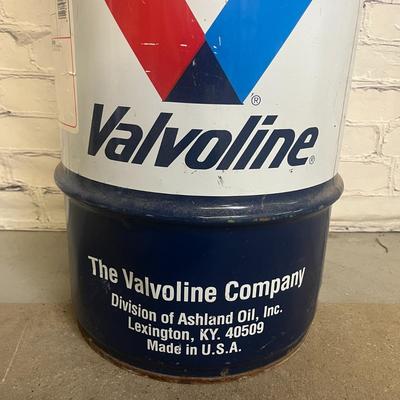 Valvoline®
The Valvoline Company
Division of Ashland Oil, Inc.
Lexington, KY. 40509
Made in U.S.A.